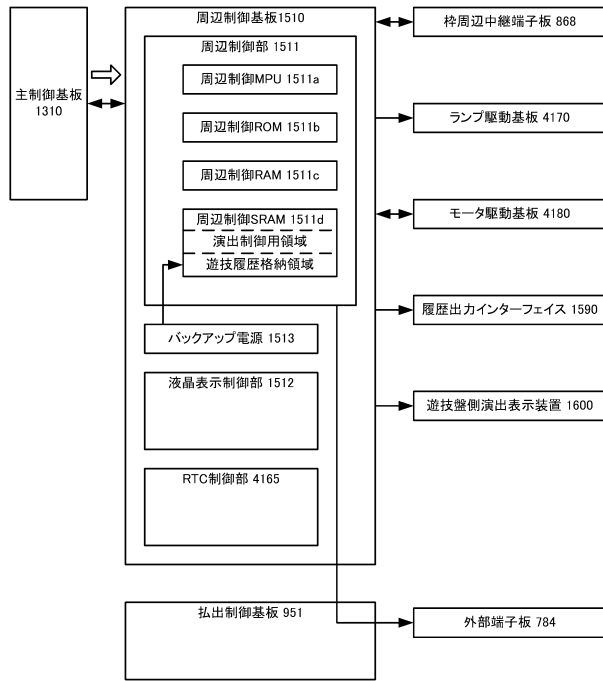 周辺制御基板1510
枠周辺中継端子板 868
周辺制御部 1511
主制御基板
1310
周辺制御MPU 1511a
周辺制御ROM 1511b
ランプ駆動基板 4170
周辺制御RAM 1511c
周辺制御SRAM 1511d
演出制御用領域
遊技履歴格納領域
モータ駆動基板 4180
履歴出力インターフェイス 1590
バックアップ電源 1513
液晶表示制御部 1512
遊技盤側演出表示装置 1600
RTC制御部 4165
払出制御基板 951
外部端子板 784